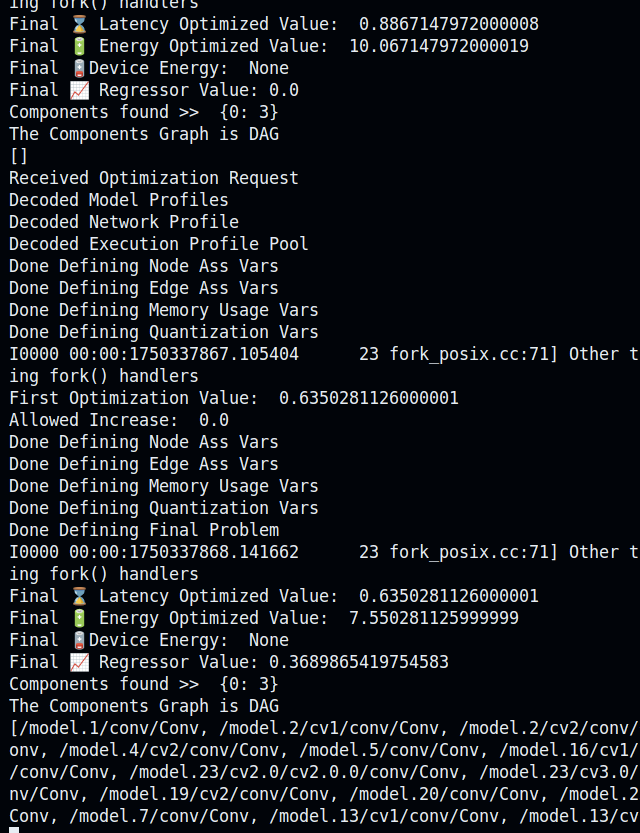 ing fork() handlers
Final ⌛ Latency Optimized Value:  0.8867147972000008
Final 🔋 Energy Optimized Value:  10.067147972000019
Final 🪫Device Energy:  None
Final 📈 Regressor Value: 0.0
Components found >>  {0: 3}
The Components Graph is DAG
[]
Received Optimization Request
Decoded Model Profiles
Decoded Network Profile
Decoded Execution Profile Pool
Done Defining Node Ass Vars
Done Defining Edge Ass Vars
Done Defining Memory Usage Vars
Done Defining Quantization Vars
I0000 00:00:1750337867.105404      23 fork_posix.cc:71] Other t
ing fork() handlers
First Optimization Value:  0.6350281126000001
Allowed Increase:  0.0
Done Defining Node Ass Vars
Done Defining Edge Ass Vars
Done Defining Memory Usage Vars
Done Defining Quantization Vars
Done Defining Final Problem
I0000 00:00:1750337868.141662      23 fork_posix.cc:71] Other t
ing fork() handlers
Final ⌛ Latency Optimized Value:  0.6350281126000001
Final 🔋 Energy Optimized Value:  7.550281125999999
Final 🪫Device Energy:  None
Final 📈 Regressor Value: 0.3689865419754583
Components found >>  {0: 3}
The Components Graph is DAG
[/model.1/conv/Conv, /model.2/cv1/conv/Conv, /model.2/cv2/conv/
onv, /model.4/cv2/conv/Conv, /model.5/conv/Conv, /model.16/cv1/
/conv/Conv, /model.23/cv2.0/cv2.0.0/conv/Conv, /model.23/cv3.0/
nv/Conv, /model.19/cv2/conv/Conv, /model.20/conv/Conv, /model.2
Conv, /model.7/conv/Conv, /model.13/cv1/conv/Conv, /model.13/cv